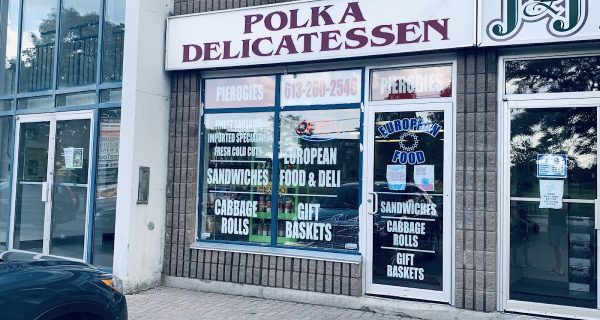 POLKA
DELICATESSEN
J&J
PIEROGIES
613-260-2546
PIEROGIES
FINEST SAUSAGES
IMPORTED SPECIALTIES
FRESH COLD CUTS
OPEN
SANDWICHES
CABBAGE
ROLLS
EUROPEAN
FOOD & DELI
GIFT
BASKETS
EUROPEAN
FOOD
SANDWICHES
CABBAGE
ROLLS
GIFT
BASKETS